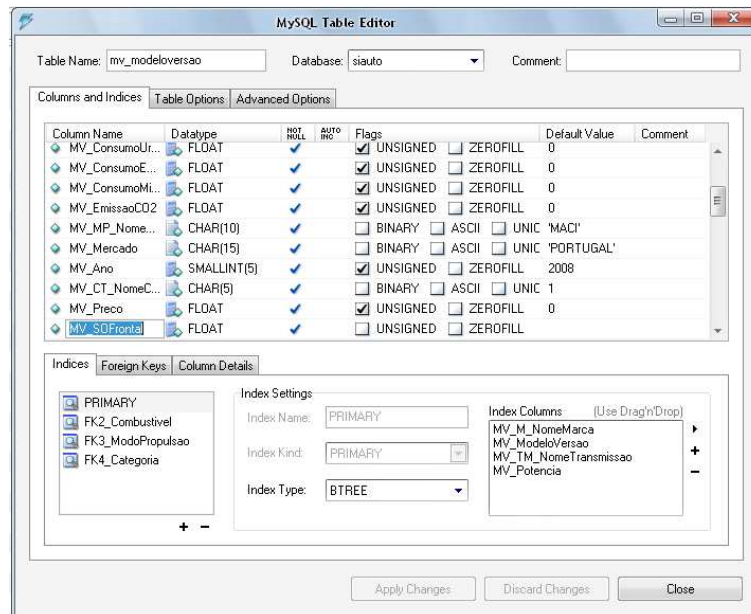 MySQL Table Editor
Table Name: mv_modeloversao Database: siauto Comment:
Columns and Indices Table Options Advanced Options
Column Name Datatype NOT NULL AUTO INC Flags Default Value Comment
MV_ConsumoUr... FLOAT UNSIGNED ZEROFILL 0
MV_ConsumoE... FLOAT UNSIGNED ZEROFILL 0
MV_ConsumoMi... FLOAT UNSIGNED ZEROFILL 0
MV_EmissaoCO2 FLOAT UNSIGNED ZEROFILL 0
MV_MP_Nome... CHAR(10) BINARY ASCII UNIC 'MACI'
MV_Mercado CHAR(15) BINARY ASCII UNIC 'PORTUGAL'
MV_Ano SMALLINT(5) UNSIGNED ZEROFILL 2008
MV_CT_NomeC... CHAR(5) BINARY ASCII UNIC 1
MV_Preco FLOAT UNSIGNED ZEROFILL 0
MV_SOFrontal FLOAT UNSIGNED ZEROFILL
Indices Foreign Keys Column Details
PRIMARY
FK2_Combustivel
FK3_ModoPropulsao
FK4_Categoria
Index Settings
Index Name: PRIMARY
Index Kind: PRIMARY
Index Type: BTREE
Index Columns (Use Drag'n'Drop)
MV_M_NomeMarca
MV_ModeloVersao
MV_TM_NomeTransmissao
MV_Potencia
Apply Changes Discard Changes Close